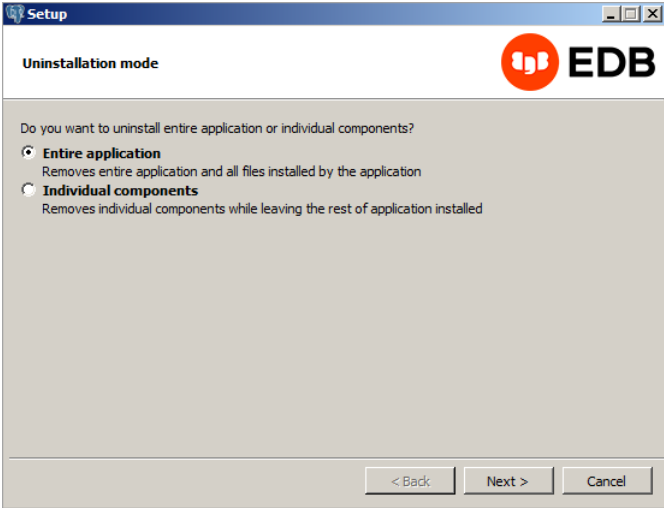 Setup
Uninstallation mode
EDB
Do you want to uninstall entire application or individual components?
Entire application
Removes entire application and all files installed by the application
Individual components
Removes individual components while leaving the rest of application installed
< Back Next > Cancel